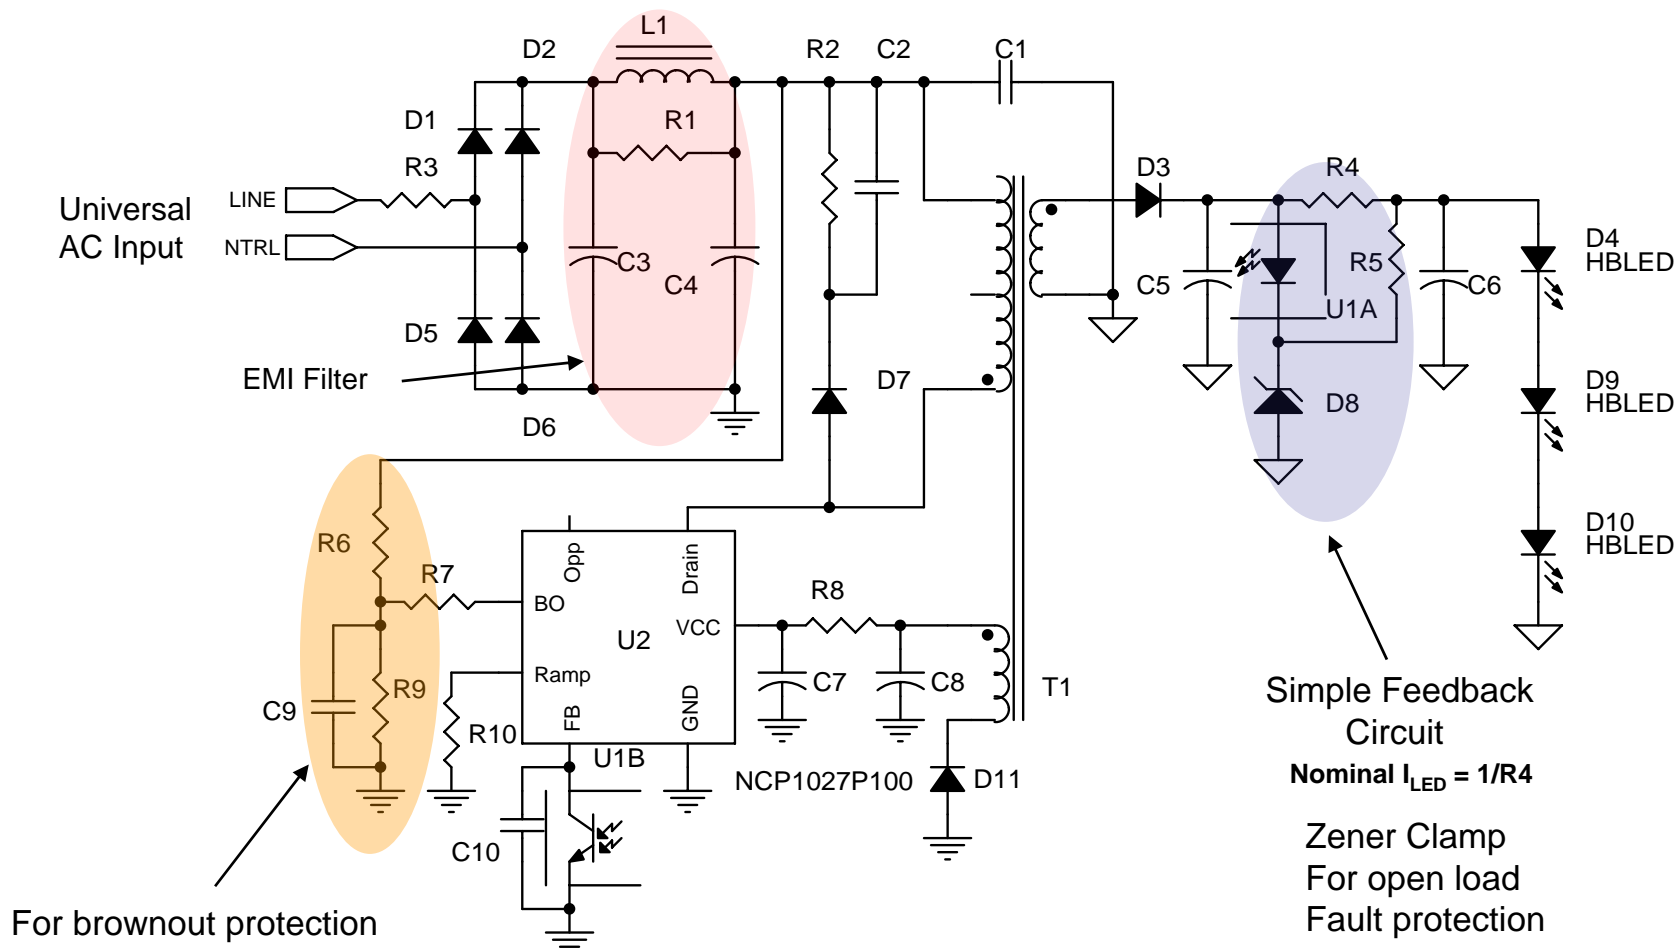 L1
D2
R2
C2
C1
D1
R1
R3
D3
R4
Universal
AC Input
LINE
NTRL
C3
C4
C5
R5
U1A
C6
D4
HBLED
D5
EMI Filter
D7
D8
D9
HBLED
D6
R6
Opp
Drain
D10
HBLED
R7
BO
R8
U2
VCC
Ramp
R9
C9
FB
GND
C7
C8
T1
R10
U1B
NCP1027P100
D11
C10
For brownout protection
Simple Feedback
Circuit
Nominal I_LED = 1/R4
Zener Clamp
For open load
Fault protection